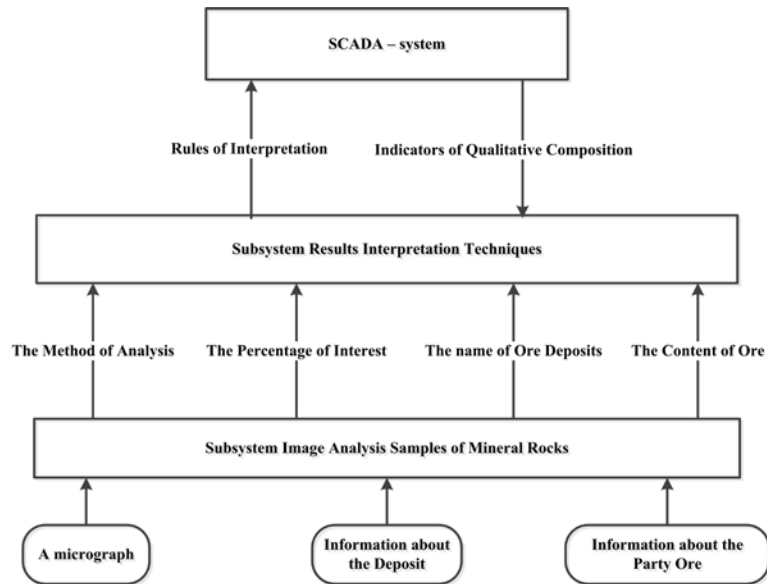 SCADA – system
Rules of Interpretation
Indicators of Qualitative Composition
Subsystem Results Interpretation Techniques
The Method of Analysis
The Percentage of Interest
The name of Ore Deposits
The Content of Ore
Subsystem Image Analysis Samples of Mineral Rocks
A micrograph
Information about
the Deposit
Information about the
Party Ore